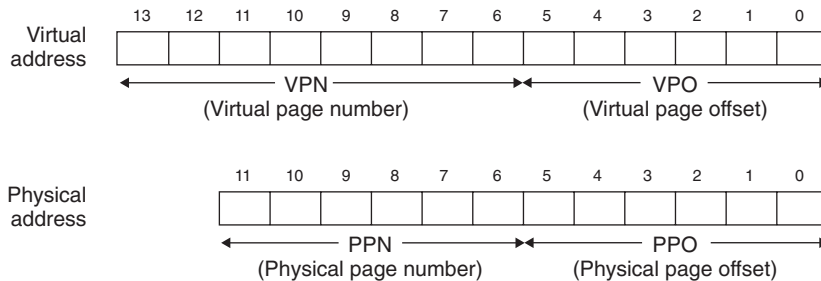 13 12 11 10 9 8 7 6 5 4 3 2 1 0
Virtual
address
VPN VPO
(Virtual page number) (Virtual page offset)
11 10 9 8 7 6 5 4 3 2 1 0
Physical
address
PPN PPO
(Physical page number) (Physical page offset)